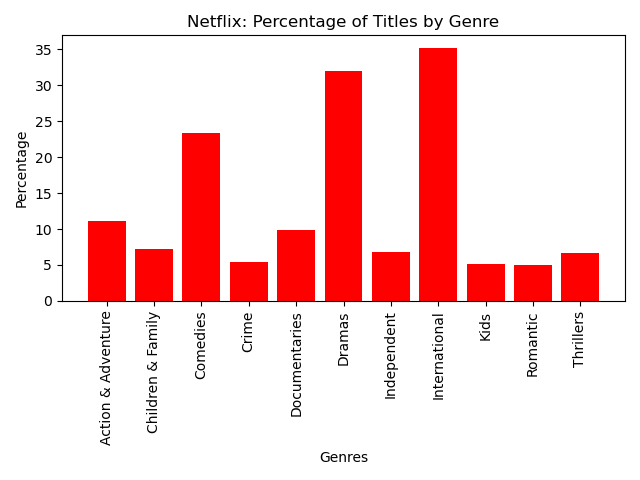 Netflix: Percentage of Titles by Genre
Percentage
35
30
25
20
15
10
5
0
Action & Adventure
Children & Family
Comedies
Crime
Documentaries
Dramas
Independent
International
Kids
Romantic
Thrillers
Genres